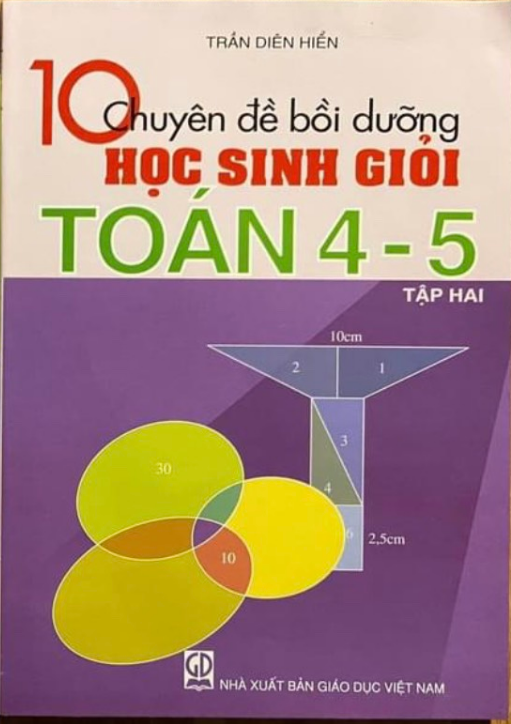 TRẦN DIÊN HIỂN
10 Chuyên đề bồi dưỡng
HỌC SINH GIỎI
TOÁN 4 - 5
TẬP HAI
10cm
2 1
3
30
4
6 2,5cm
10
GD
NHÀ XUẤT BẢN GIÁO DỤC VIỆT NAM